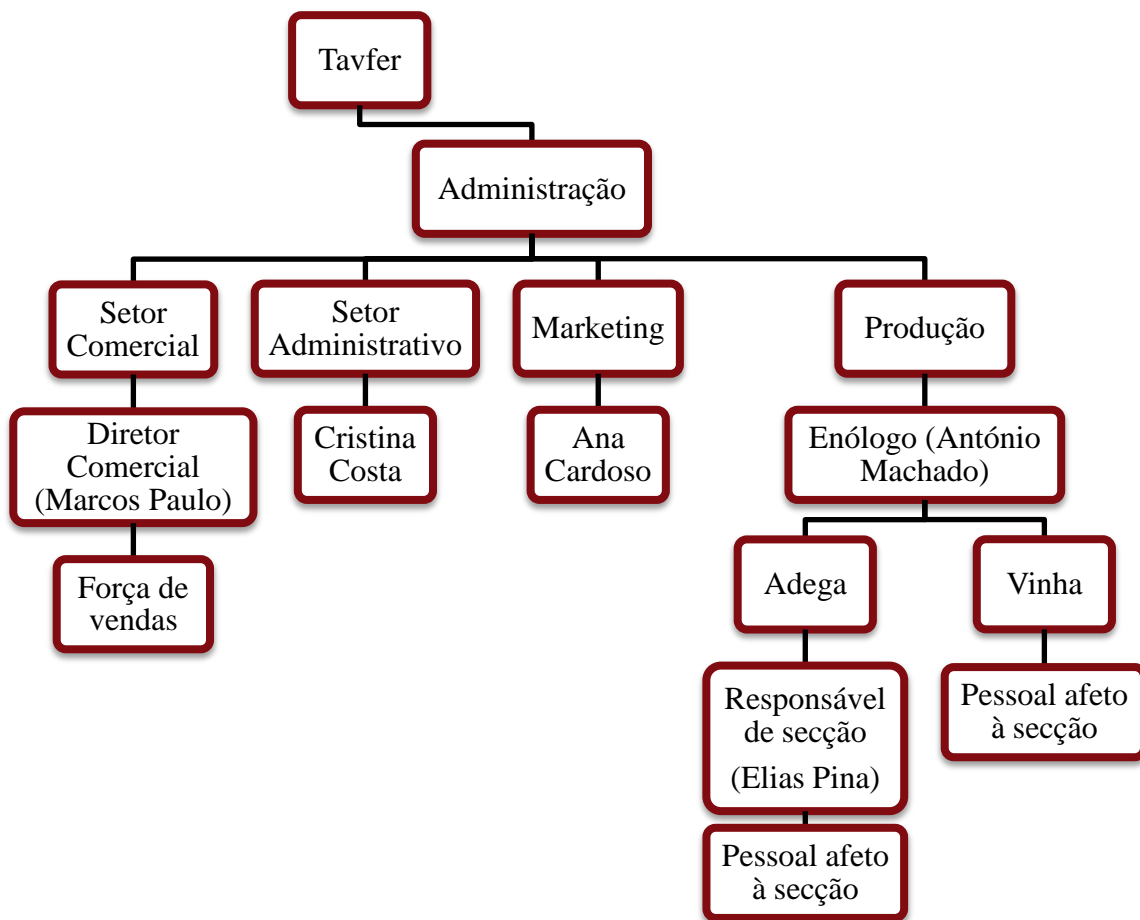 Tavfer
Administração
Setor
Comercial
Setor
Administrativo
Marketing
Produção
Diretor
Comercial
(Marcos Paulo)
Cristina
Costa
Ana
Cardoso
Enólogo (António
Machado)
Força de
vendas
Adega
Vinha
Responsável
de secção
(Elias Pina)
Pessoal afeto
à secção
Pessoal afeto
à secção